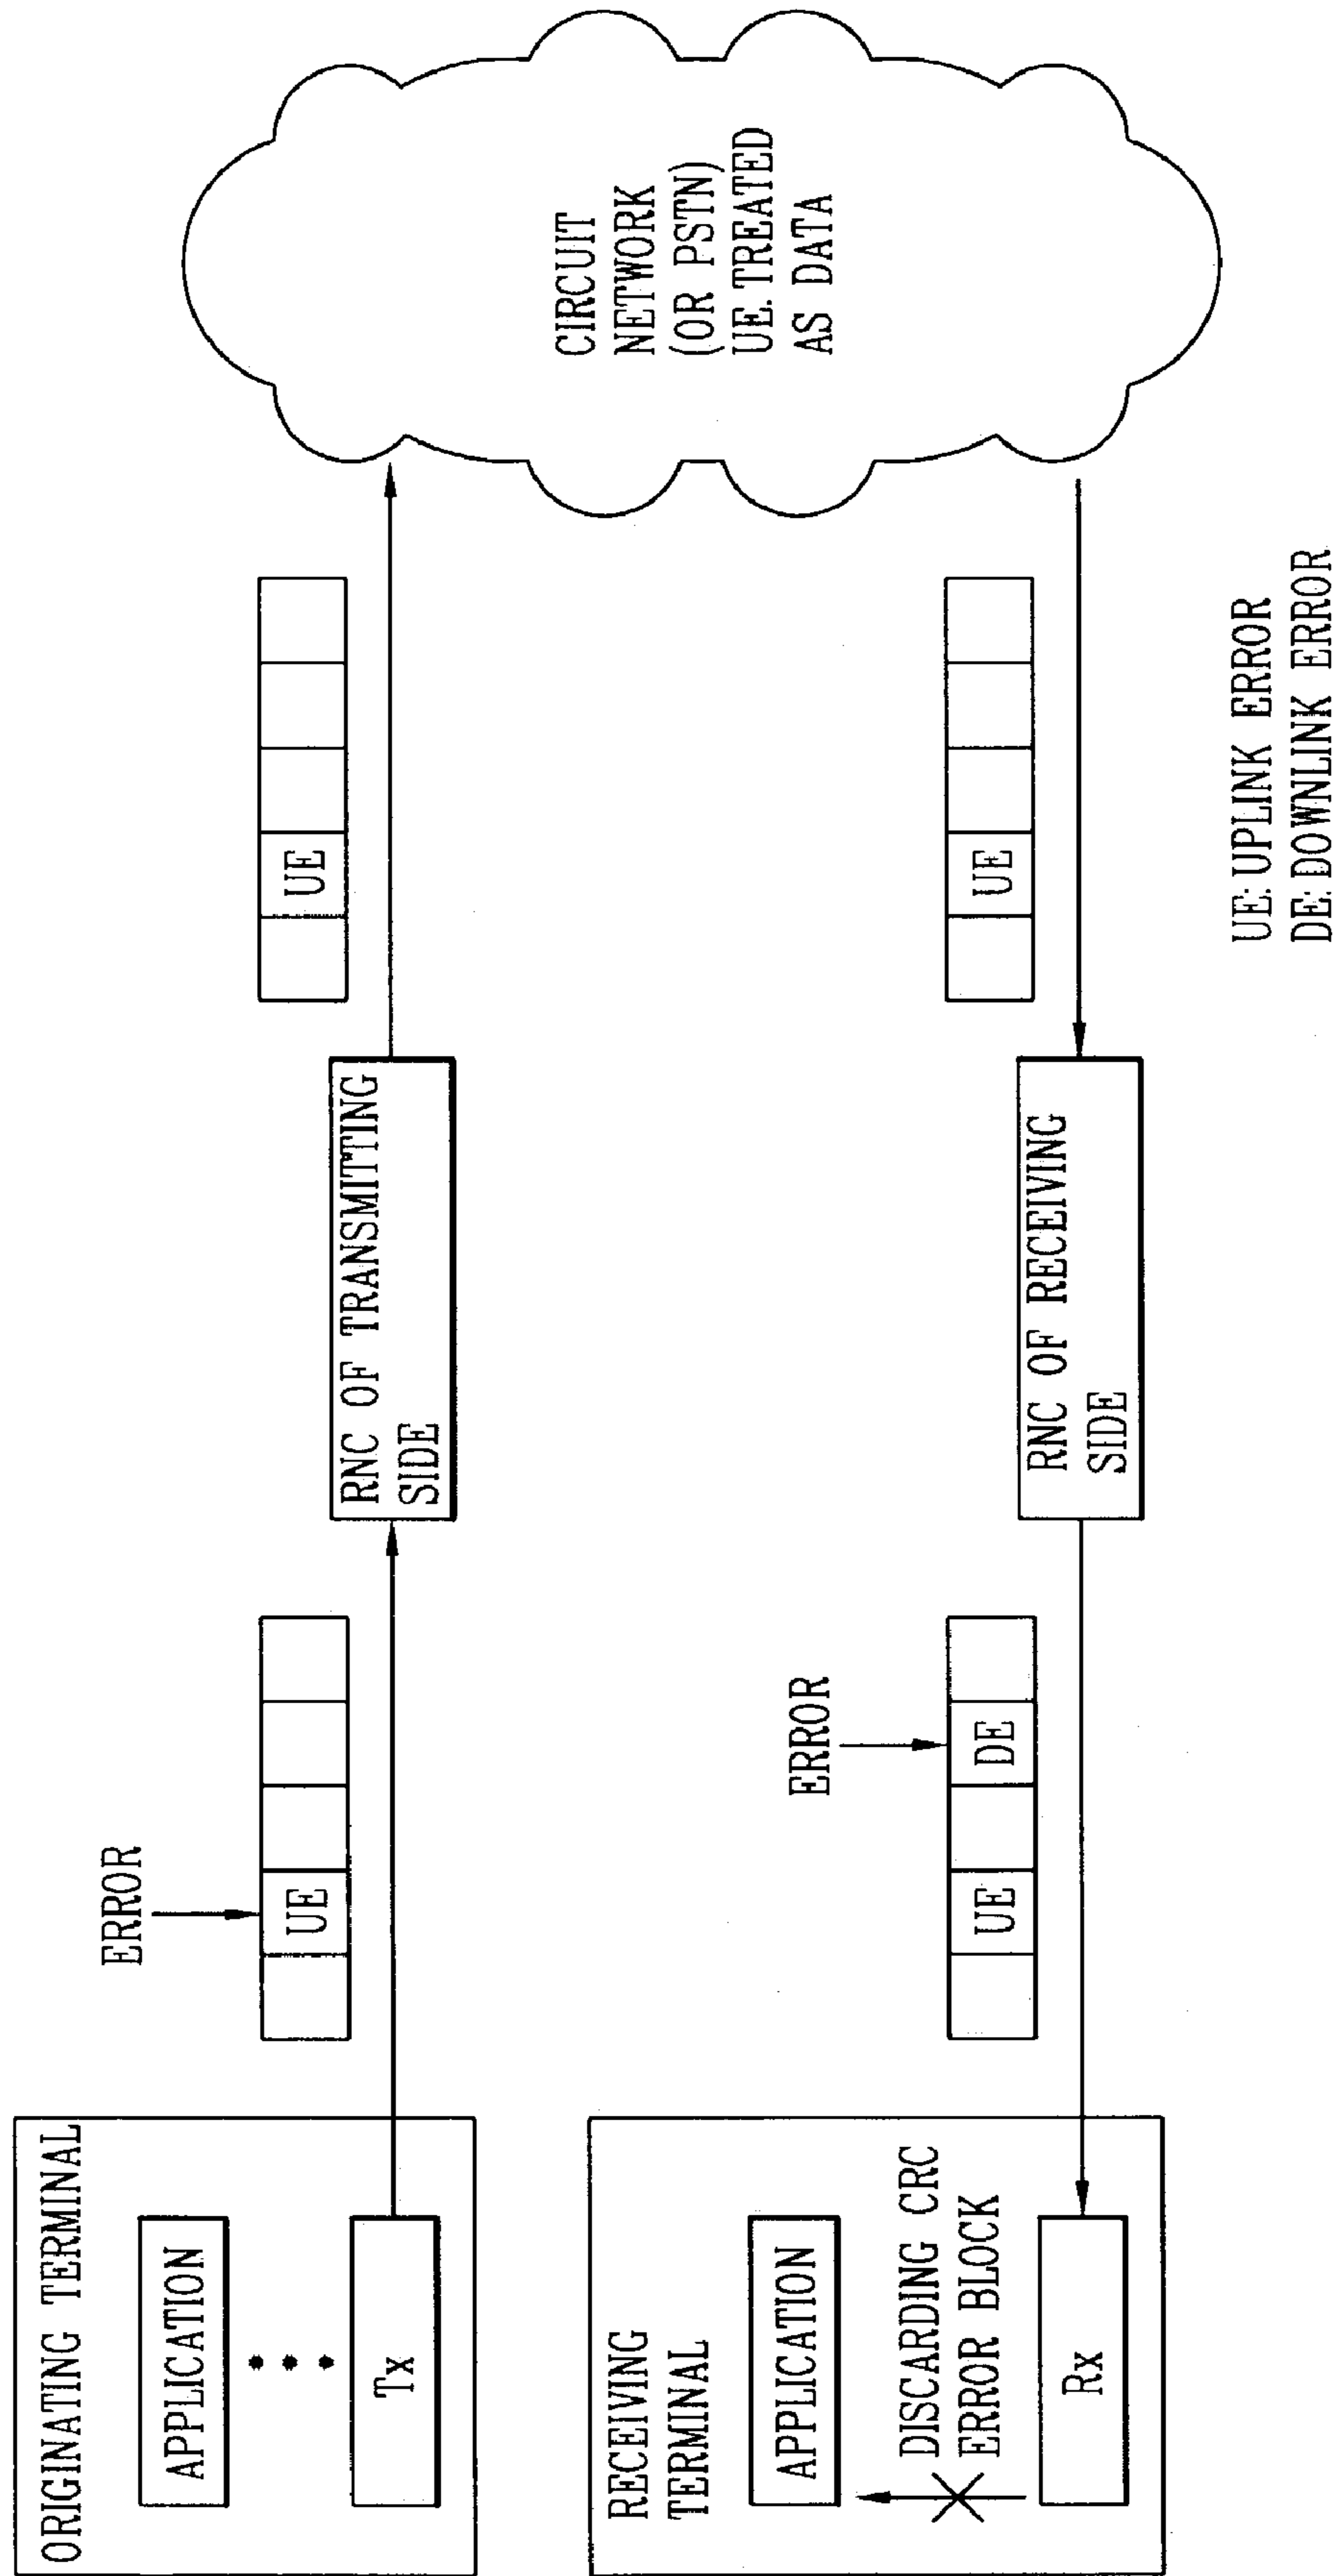 ORIGINATING TERMINAL
APPLICATION
Tx
ERROR
UE
RNC OF TRANSMITTING
SIDE
UE
CIRCUIT
NETWORK
(OR PSTN)
UE.TREATED
AS DATA
RECEIVING
TERMINAL
APPLICATION
DISCARDING CRC
ERROR BLOCK
Rx
ERROR
UE
DE
RNC OF RECEIVING
SIDE
UE
UE: UPLINK ERROR
DE: DOWNLINK ERROR